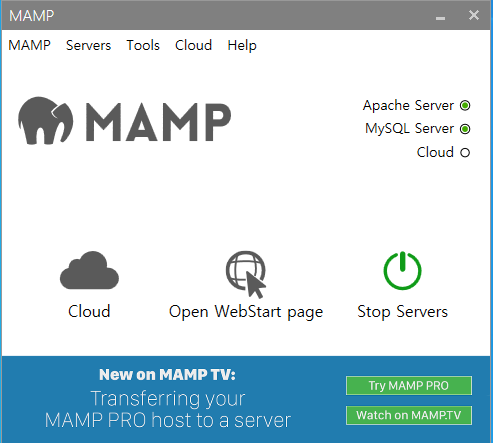 MAMP
MAMP Servers Tools Cloud Help
MAMP
Apache Server
MySQL Server
Cloud
Cloud
Open WebStart page
Stop Servers
New on MAMP TV:
Transferring your
MAMP PRO host to a server
Try MAMP PRO
Watch on MAMP.TV